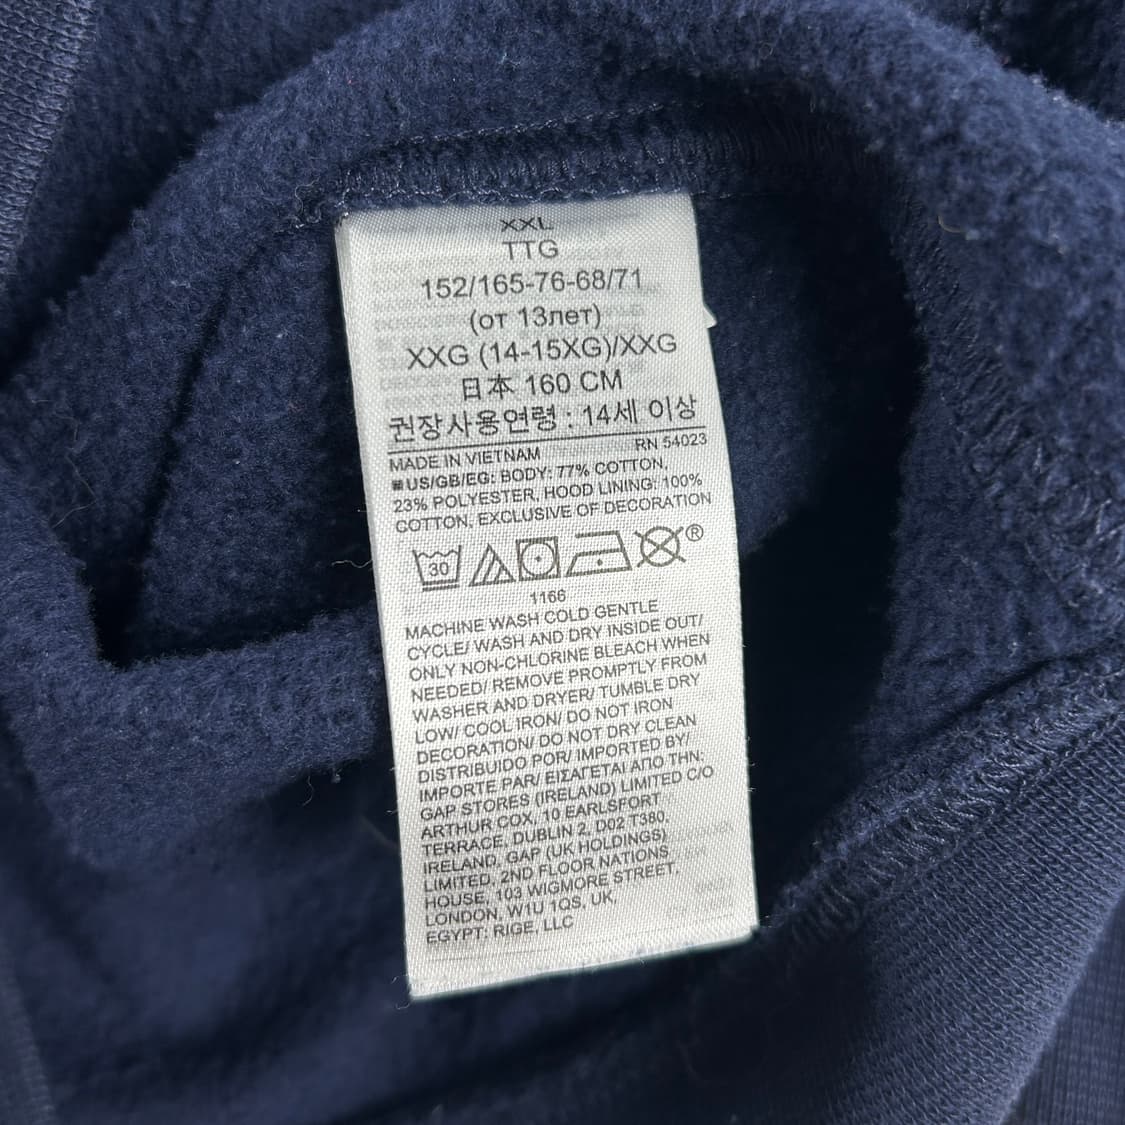 XXL
TTG
152/165-76-68/71
(от 13лет)
XXG (14-15XG)/XXG
日本 160 CM
권장사용연령 : 14세 이상
MADE IN VIETNAM RN 54023
■US/GB/EG: BODY: 77% COTTON,
23% POLYESTER, HOOD LINING: 100%
COTTON, EXCLUSIVE OF DECORATION
30 ®
1166
MACHINE WASH COLD GENTLE
CYCLE/ WASH AND DRY INSIDE OUT/
ONLY NON-CHLORINE BLEACH WHEN
NEEDED/ REMOVE PROMPTLY FROM
WASHER AND DRYER/ TUMBLE DRY
LOW/ COOL IRON/ DO NOT IRON
DECORATION/ DO NOT DRY CLEAN
DISTRIBUIDO POR/ IMPORTED BY/
IMPORTE PAR/ ΕΙΣΑΓΕΤΑΙ ΑΠΟ ΤΗΝ:
GAP STORES (IRELAND) LIMITED C/O
ARTHUR COX, 10 EARLSFORT
TERRACE, DUBLIN 2, D02 T380,
IRELAND, GAP (UK HOLDINGS)
LIMITED, 2ND FLOOR NATIONS
HOUSE, 103 WIGMORE STREET,
LONDON, W1U 1QS, UK,
EGYPT: RIGE, LLC